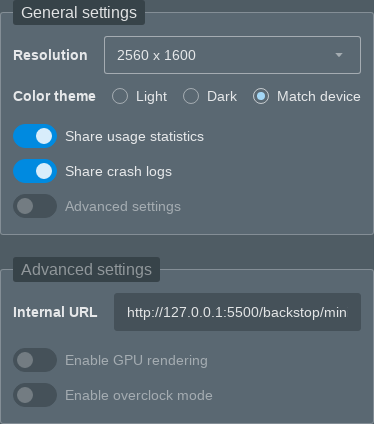 General settings
Resolution 2560 x 1600
Color theme Light Dark Match device
Share usage statistics
Share crash logs
Advanced settings
Advanced settings
Internal URL http://127.0.0.1:5500/backstop/min
Enable GPU rendering
Enable overclock mode